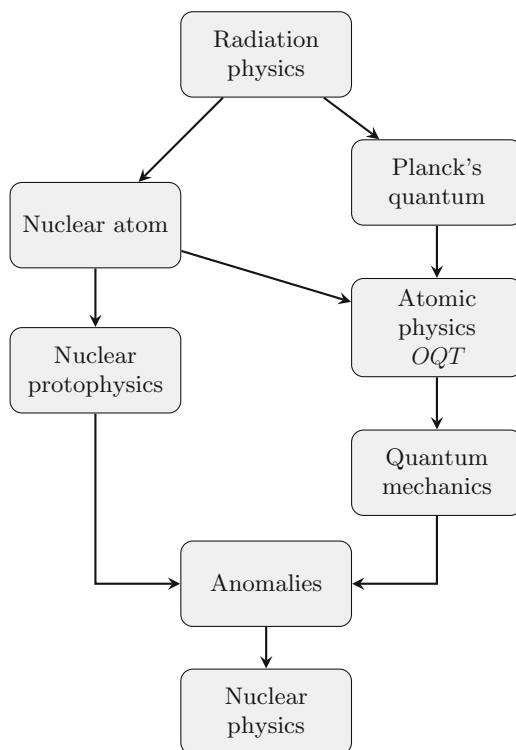 Radiation
physics
Planck's
quantum
Nuclear atom
Atomic
physics
OQT
Nuclear
protophysics
Quantum
mechanics
Anomalies
Nuclear
physics